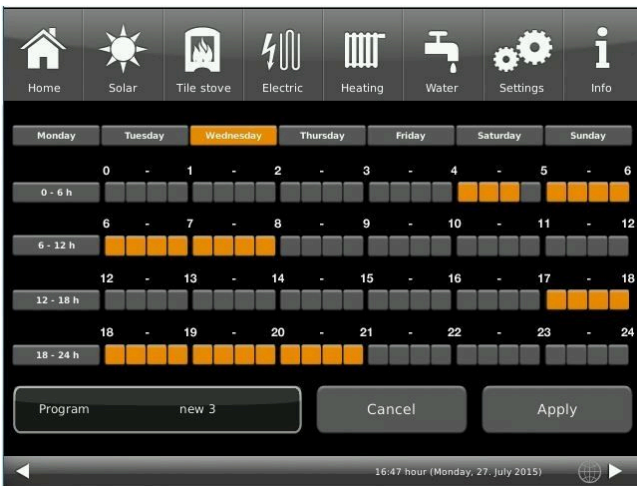 Home Solar Tile stove Electric Heating Water Settings Info
Monday Tuesday Wednesday Thursday Friday Saturday Sunday
0 - 1 - 2 - 3 - 4 - 5 - 6
0 - 6 h
6 - 7 - 8 - 9 - 10 - 11 - 12
6 - 12 h
12 - 13 - 14 - 15 - 16 - 17 - 18
12 - 18 h
18 - 19 - 20 - 21 - 22 - 23 - 24
18 - 24 h
Program new 3 Cancel Apply
16:47 hour (Monday, 27. July 2015)